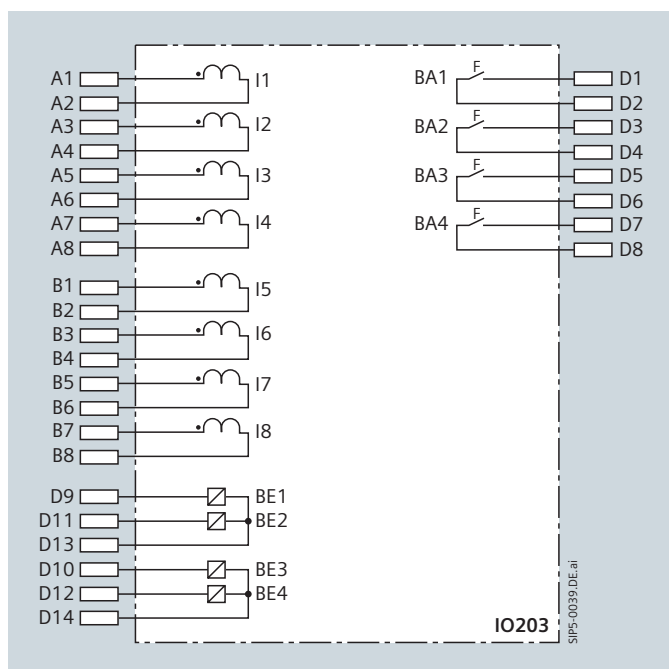 A1
I1
A2
A3
I2
A4
A5
I3
A6
A7
I4
A8
B1
I5
B2
B3
I6
B4
B5
I7
B6
B7
I8
B8
D9
BE1
D11
BE2
D13
D10
BE3
D12
BE4
D14
BA1
F
D1
D2
BA2
F
D3
D4
BA3
F
D5
D6
BA4
F
D7
D8
IO203
SIP5-0039.DE.ai